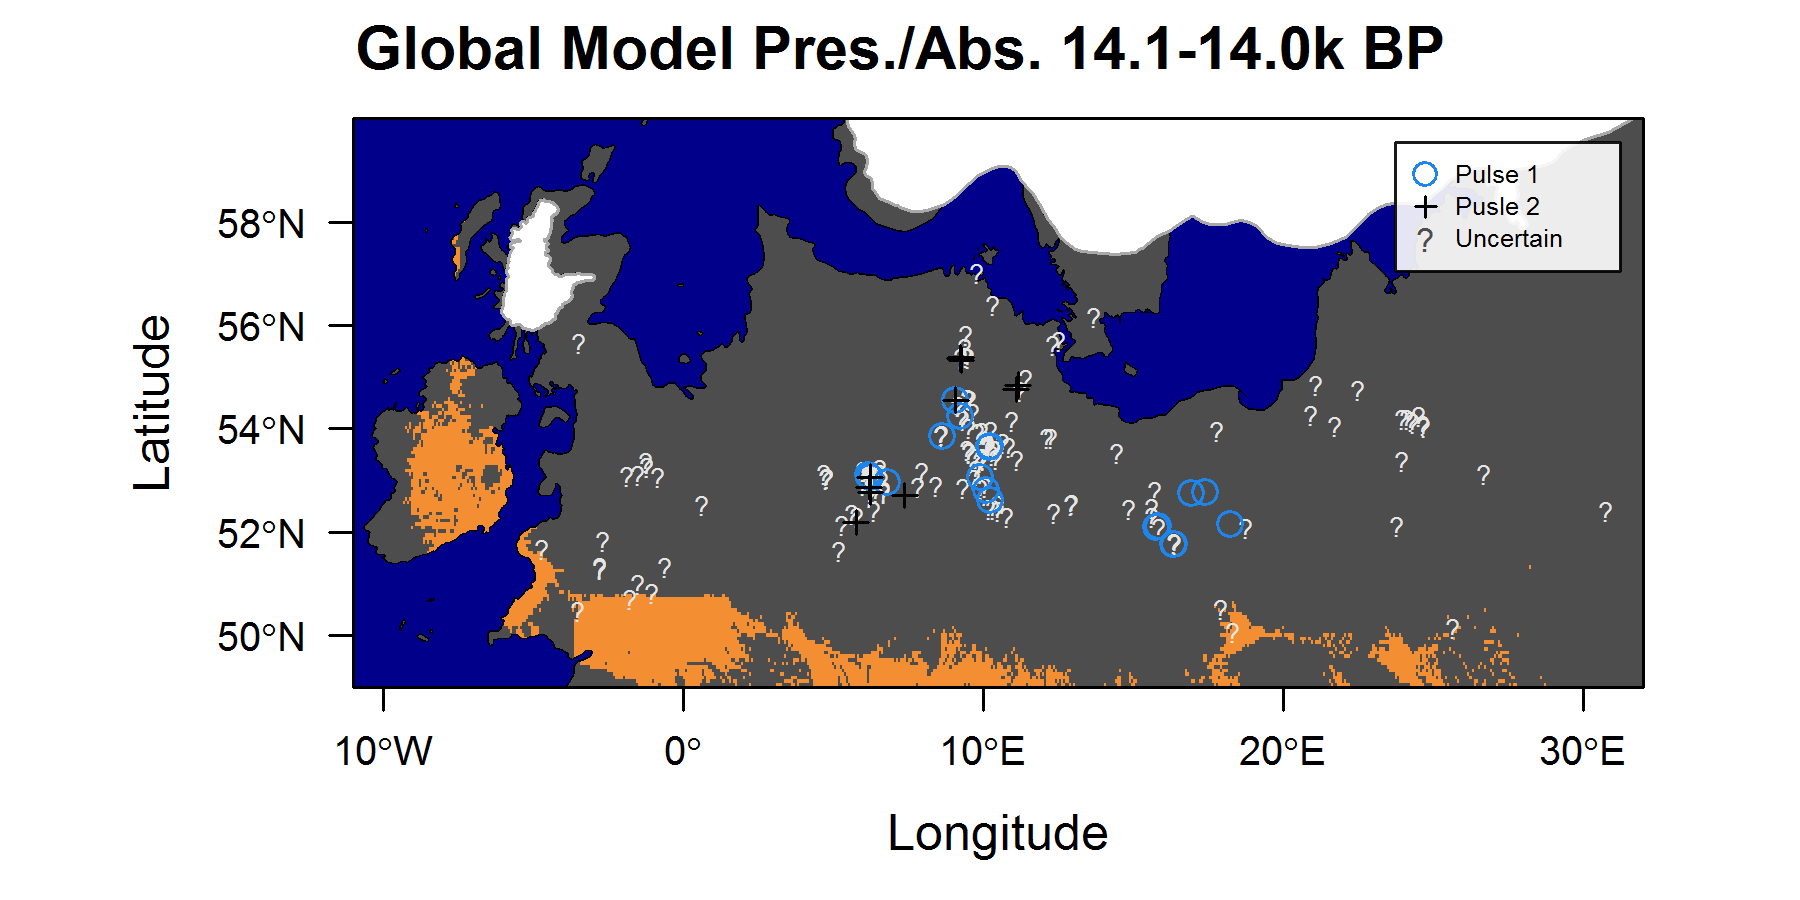 Global Model Pres./Abs. 14.1-14.0k BP
Pulse 1
Pusle 2
? Uncertain
58°N
56°N
54°N
52°N
50°N
Latitude
10°W
0°
10°E
20°E
30°E
Longitude